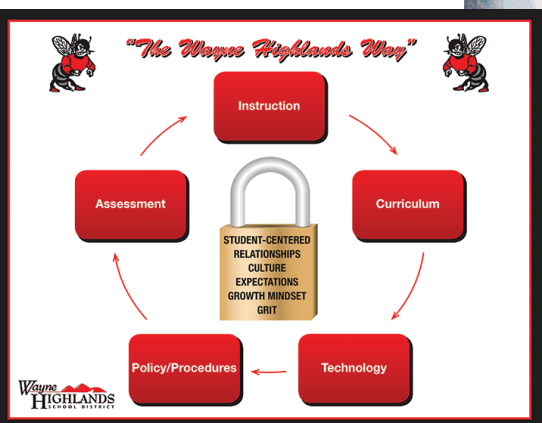 "The Wayne Highlands Way"
Instruction
Assessment
Curriculum
STUDENT-CENTERED
RELATIONSHIPS
CULTURE
EXPECTATIONS
GROWTH MINDSET
GRIT
Policy/Procedures
Technology
Wayne
HIGHLANDS
SCHOOL DISTRICT